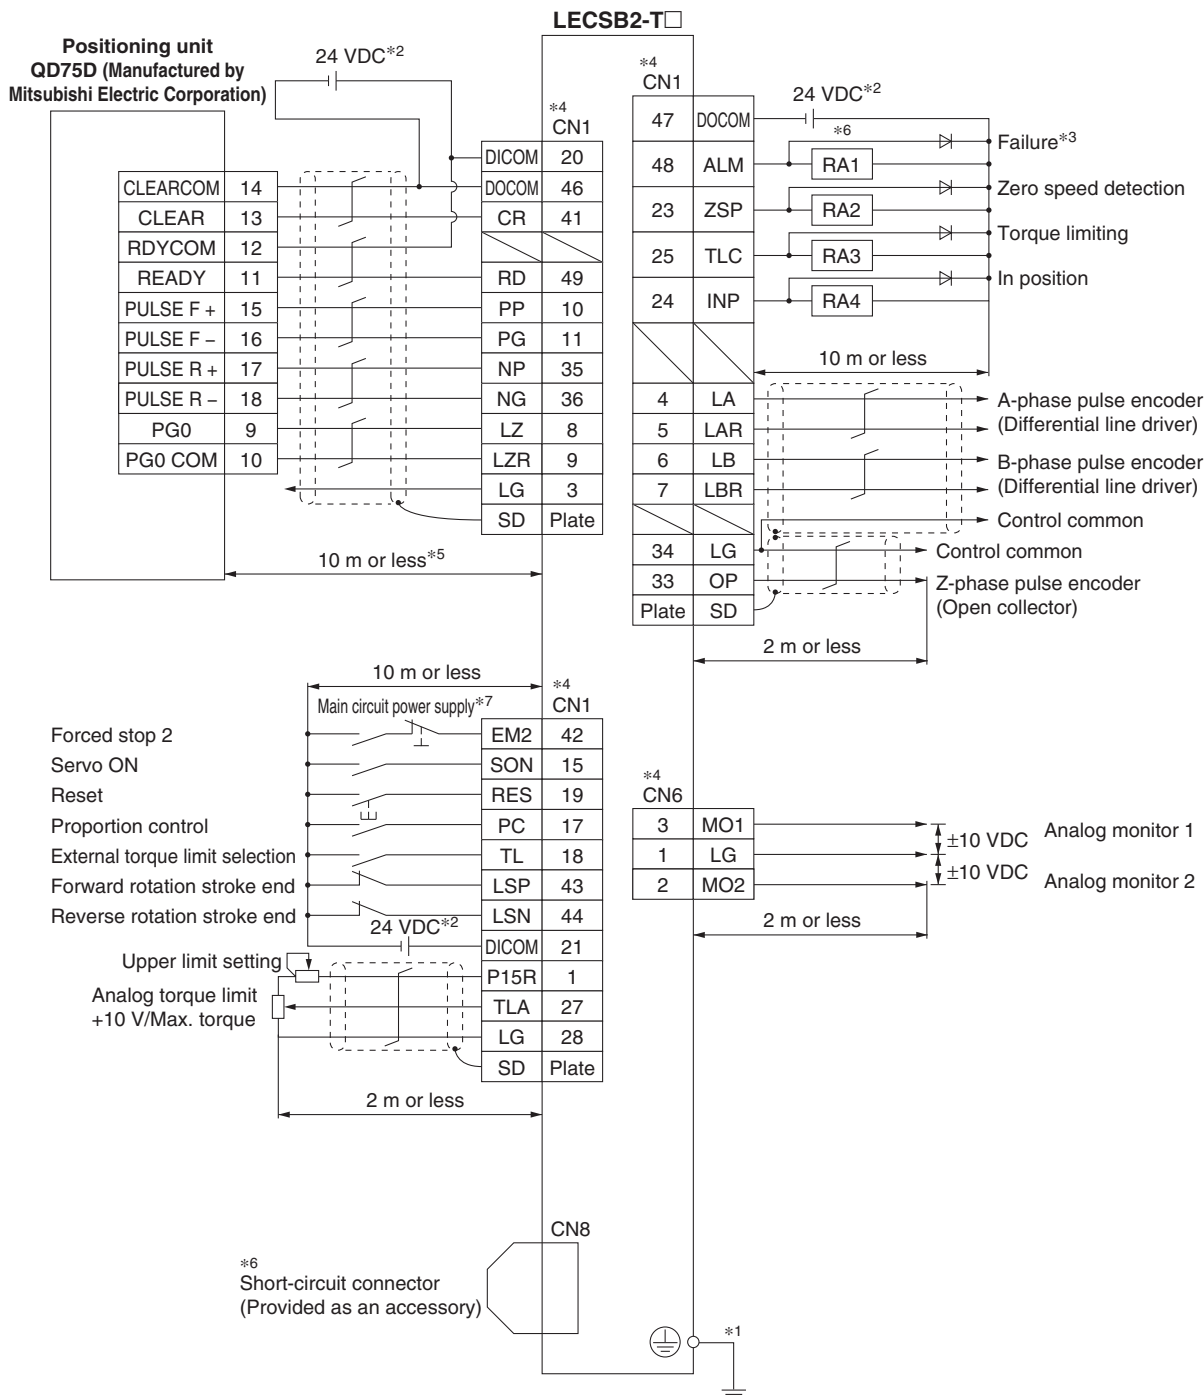 LECSB2-T□
Positioning unit
QD75D (Manufactured by
Mitsubishi Electric Corporation)
24 VDC*2
*4
CN1
DICOM 20
CLEARCOM 14 DOCOM 46
CLEAR 13 CR 41
RDYCOM 12
READY 11 RD 49
PULSE F + 15 PP 10
PULSE F − 16 PG 11
PULSE R + 17 NP 35
PULSE R − 18 NG 36
PG0 9 LZ 8
PG0 COM 10 LZR 9
LG 3
SD Plate
10 m or less*5
*4
CN1
24 VDC*2
47 DOCOM
*6
48 ALM RA1 Failure*3
23 ZSP RA2 Zero speed detection
25 TLC RA3 Torque limiting
24 INP RA4 In position
10 m or less
4 LA A-phase pulse encoder
5 LAR (Differential line driver)
6 LB B-phase pulse encoder
7 LBR (Differential line driver)
Control common
34 LG Control common
33 OP Z-phase pulse encoder
(Open collector)
Plate SD
2 m or less
10 m or less
*4
CN1
Main circuit power supply*7
Forced stop 2 EM2 42
Servo ON SON 15
Reset RES 19
Proportion control PC 17
External torque limit selection TL 18
Forward rotation stroke end LSP 43
Reverse rotation stroke end LSN 44
24 VDC*2
DICOM 21
Upper limit setting
P15R 1
Analog torque limit
+10 V/Max. torque
TLA 27
LG 28
SD Plate
2 m or less
*4
CN6
3 MO1 Analog monitor 1
±10 VDC
1 LG
±10 VDC
2 MO2 Analog monitor 2
2 m or less
CN8
*6
Short-circuit connector
(Provided as an accessory)
*1